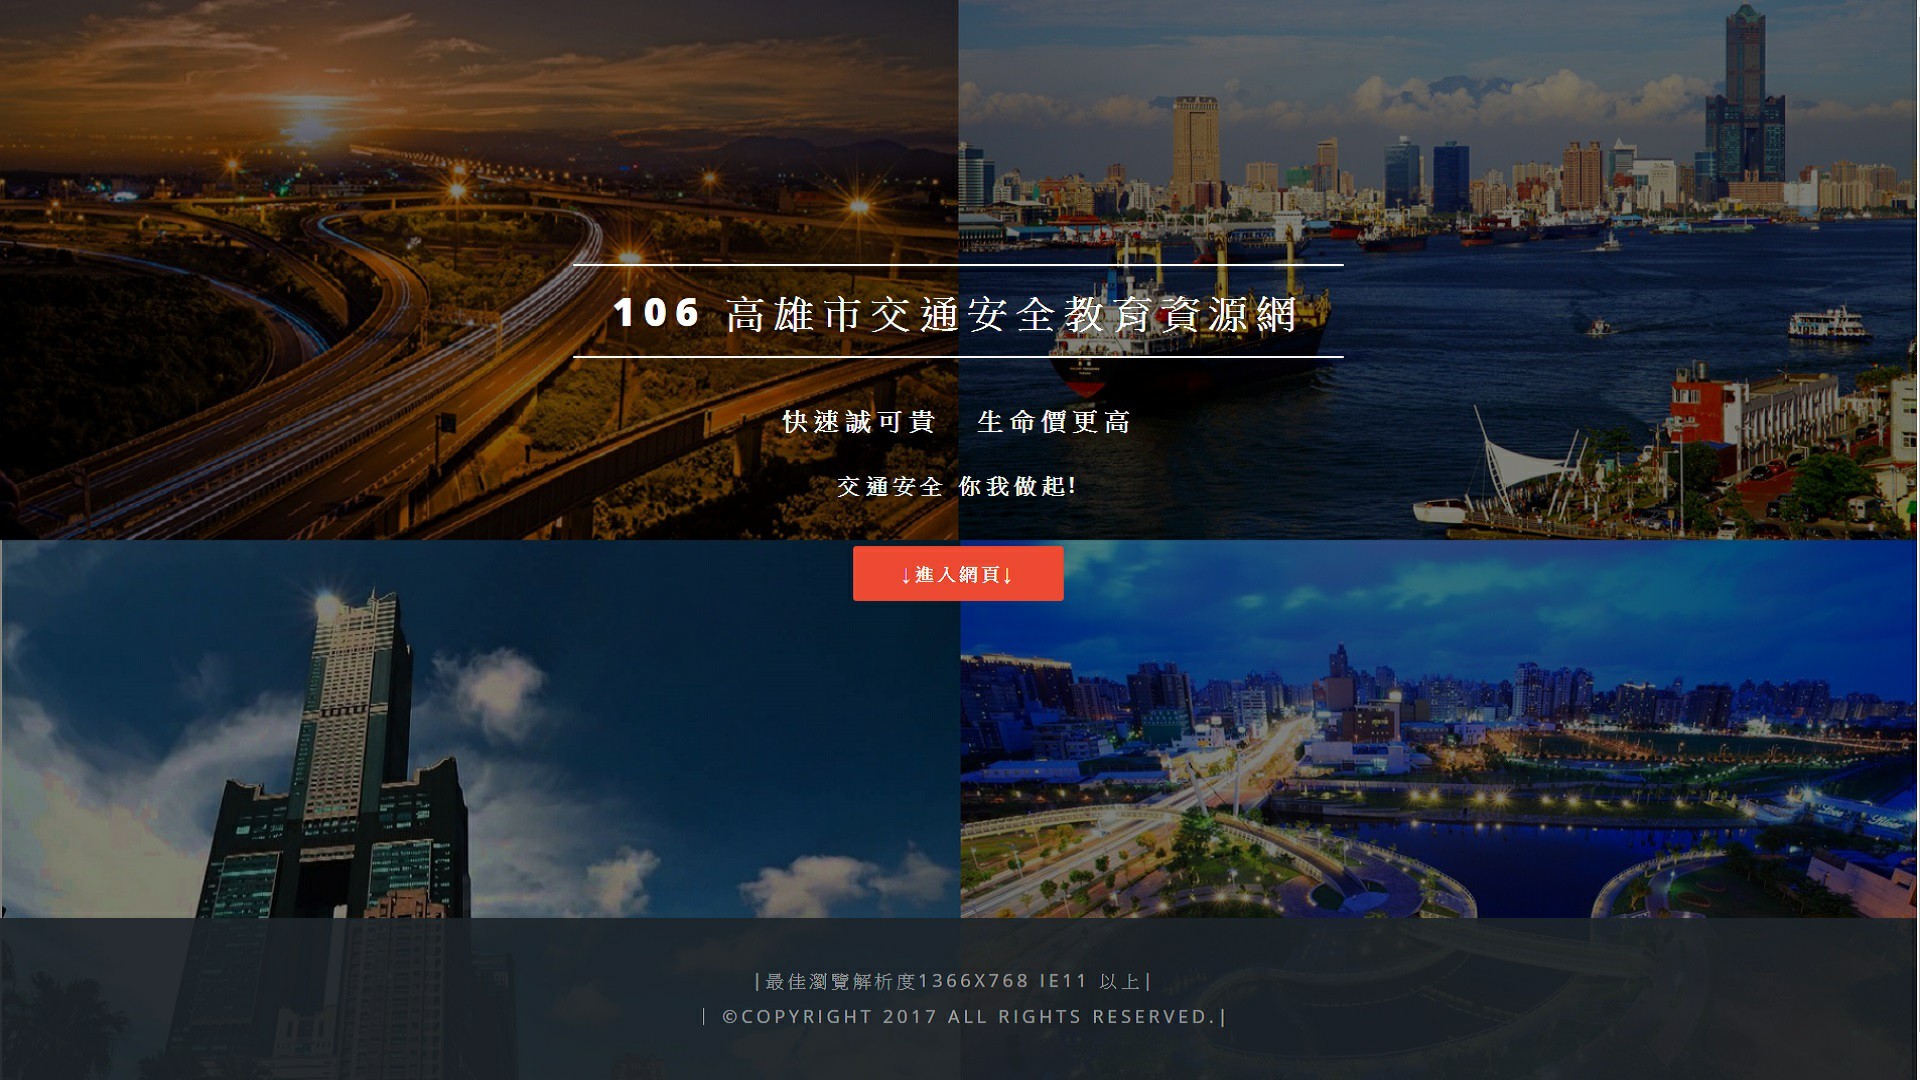 106 高雄市交通安全教育資源網
快速誠可貴 生命價更高
交通安全 你我做起!
↓進入網頁↓
|最佳瀏覽解析度1366X768 IE11 以上|
| ©COPYRIGHT 2017 ALL RIGHTS RESERVED.|